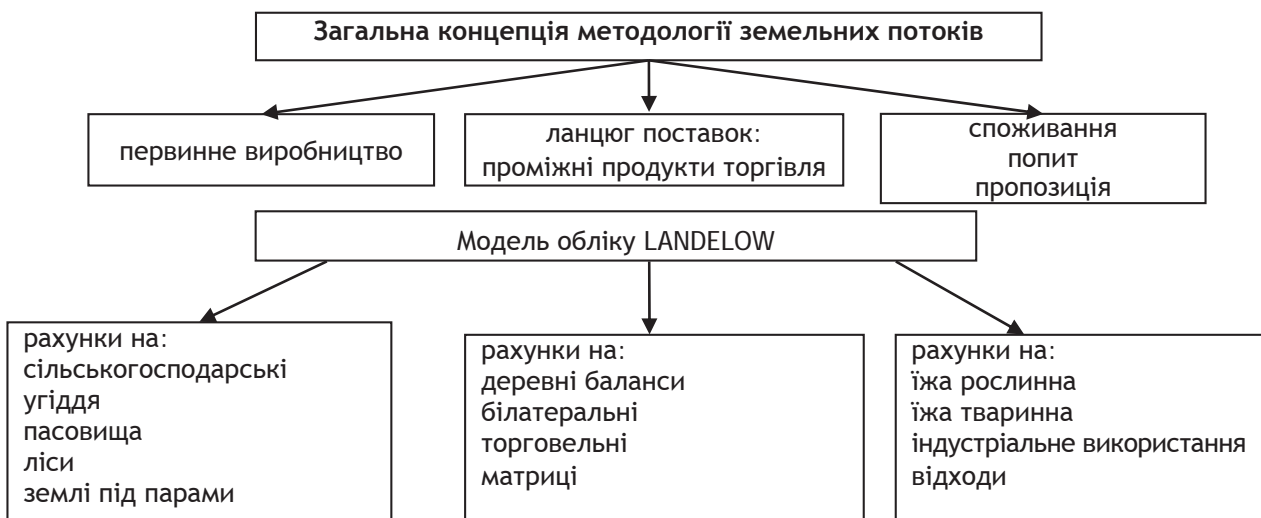 Загальна концепція методології земельних потоків
первинне виробництво
ланцюг поставок:
проміжні продукти торгівля
споживання
попит
пропозиція
Модель обліку LANDELOW
рахунки на:
сільськогосподарські
угіддя
пасовища
ліси
землі під парами
рахунки на:
деревні баланси
білатеральні
торговельні
матриці
рахунки на:
їжа рослинна
їжа тваринна
індустріальне використання
відходи